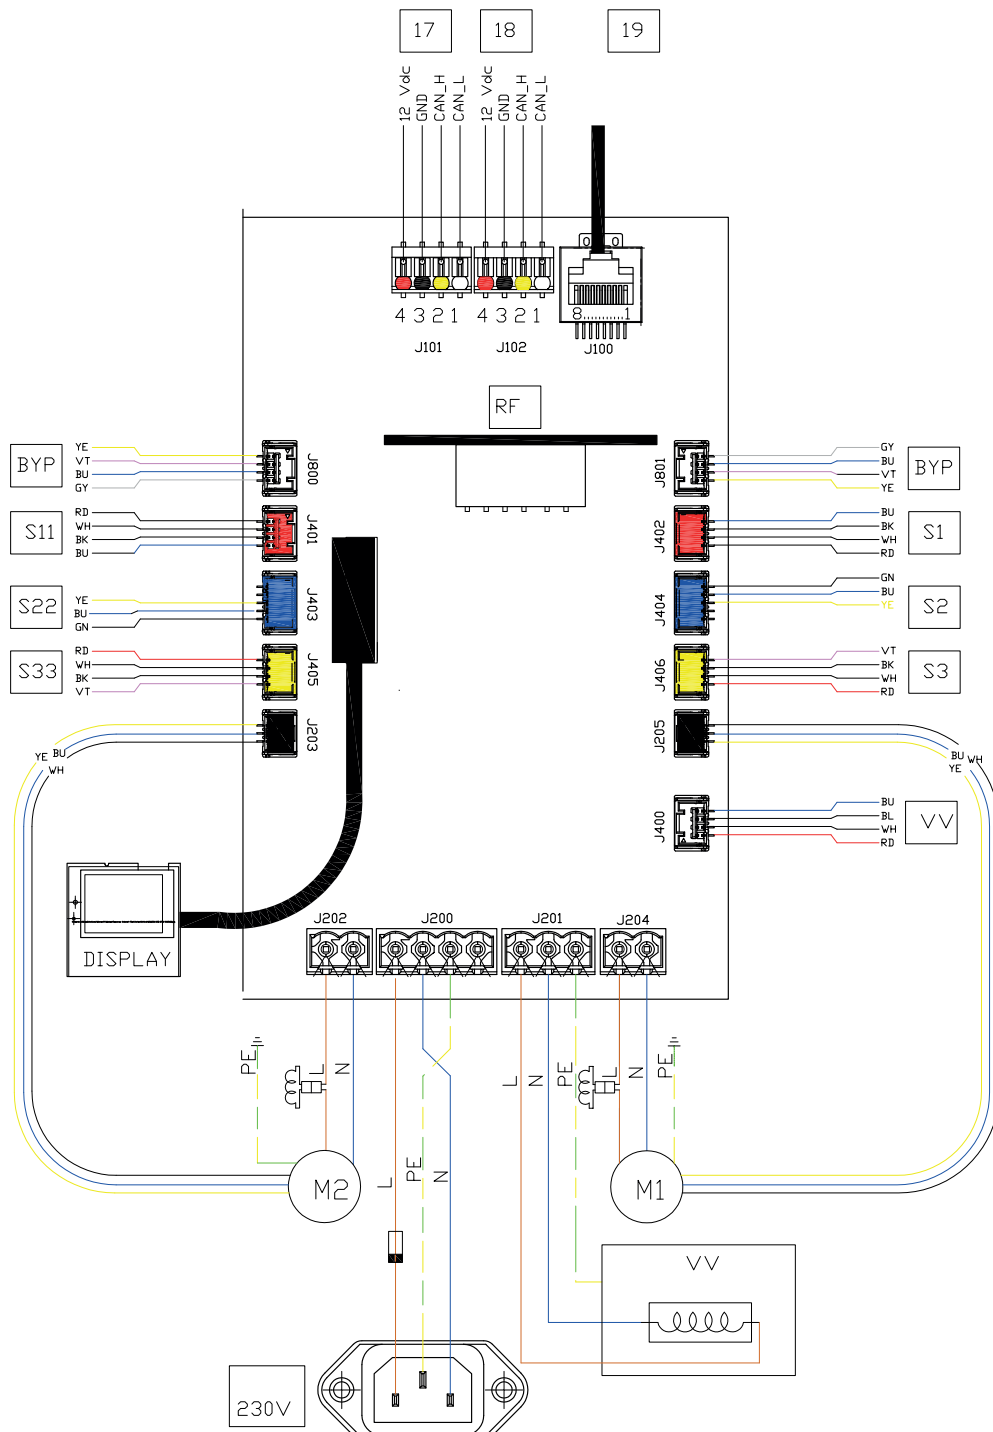 17 18 19
12 Vdc GND CAN_H CAN_L 12 Vdc GND CAN_H CAN_L
4 3 2 1 4 3 2 1 8 1
J101 J102 J100
RF
BYP YE VT BU GY J800
J801 GY BU VT YE BYP
S11 RD WH BK BU J401
J402 BU BK WH RD S1
S22 YE BU GN J403
J404 GN BU YE S2
S33 RD WH BK VT J405
J406 VT BK WH RD S3
YE BU WH J203
J205 BU WH YE
J400 BU BL WH RD VV
DISPLAY
J202 J200 J201 J204
PE L N L N PE L N PE
L PE N
M2 M1
VV
230V